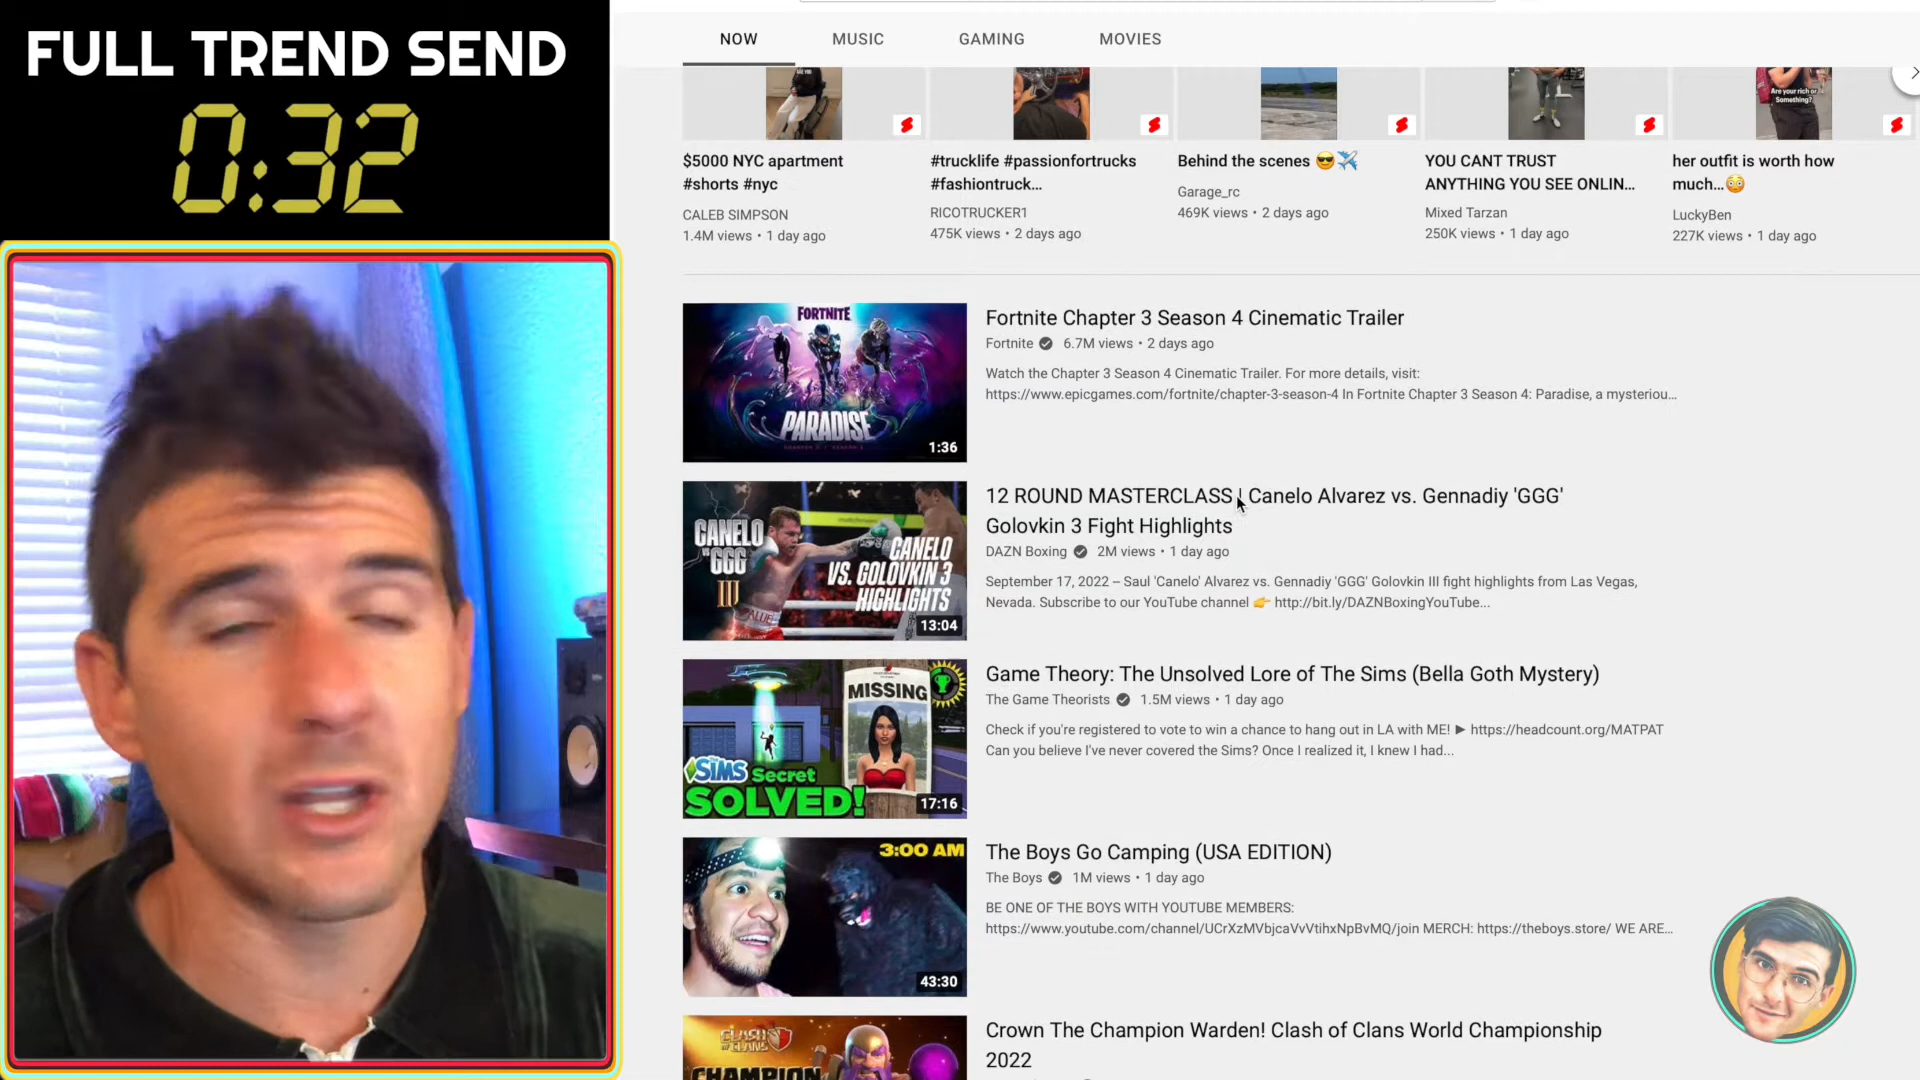 FULL TREND SEND
0:32
NOW
MUSIC
GAMING
MOVIES
Are your rich or
Something?
$5000 NYC apartment
#shorts #nyc
CALEB SIMPSON
1.4M views • 1 day ago
#trucklife #passionfortrucks
#fashiontruck...
RICOTRUCKER1
475K views • 2 days ago
Behind the scenes 😎✈️
Garage_rc
469K views • 2 days ago
YOU CANT TRUST
ANYTHING YOU SEE ONLIN...
Mixed Tarzan
250K views • 1 day ago
her outfit is worth how
much...😳
LuckyBen
227K views • 1 day ago
FORTNITE
PARADISE
1:36
Fortnite Chapter 3 Season 4 Cinematic Trailer
Fortnite 6.7M views • 2 days ago
Watch the Chapter 3 Season 4 Cinematic Trailer. For more details, visit:
https://www.epicgames.com/fortnite/chapter-3-season-4 In Fortnite Chapter 3 Season 4: Paradise, a mysteriou...
CANELO
VS GGG
III
CANELO
VS. GOLOVKIN 3
HIGHLIGHTS
13:04
12 ROUND MASTERCLASS | Canelo Alvarez vs. Gennadiy 'GGG'
Golovkin 3 Fight Highlights
DAZN Boxing 2M views • 1 day ago
September 17, 2022 -- Saul 'Canelo' Alvarez vs. Gennadiy 'GGG' Golovkin III fight highlights from Las Vegas,
Nevada. Subscribe to our YouTube channel 👉 http://bit.ly/DAZNBoxingYouTube...
MISSING
SiMS Secret
SOLVED!
17:16
Game Theory: The Unsolved Lore of The Sims (Bella Goth Mystery)
The Game Theorists 1.5M views • 1 day ago
Check if you're registered to vote to win a chance to hang out in LA with ME! ► https://headcount.org/MATPAT
Can you believe I've never covered the Sims? Once I realized it, I knew I had...
3:00 AM
43:30
The Boys Go Camping (USA EDITION)
The Boys 1M views • 1 day ago
BE ONE OF THE BOYS WITH YOUTUBE MEMBERS:
https://www.youtube.com/channel/UCrXzMVbjcaVvVtihxNpBvMQ/join MERCH: https://theboys.store/ WE ARE...
CLASH
OF CLANS
CHAMPION
Crown The Champion Warden! Clash of Clans World Championship
2022